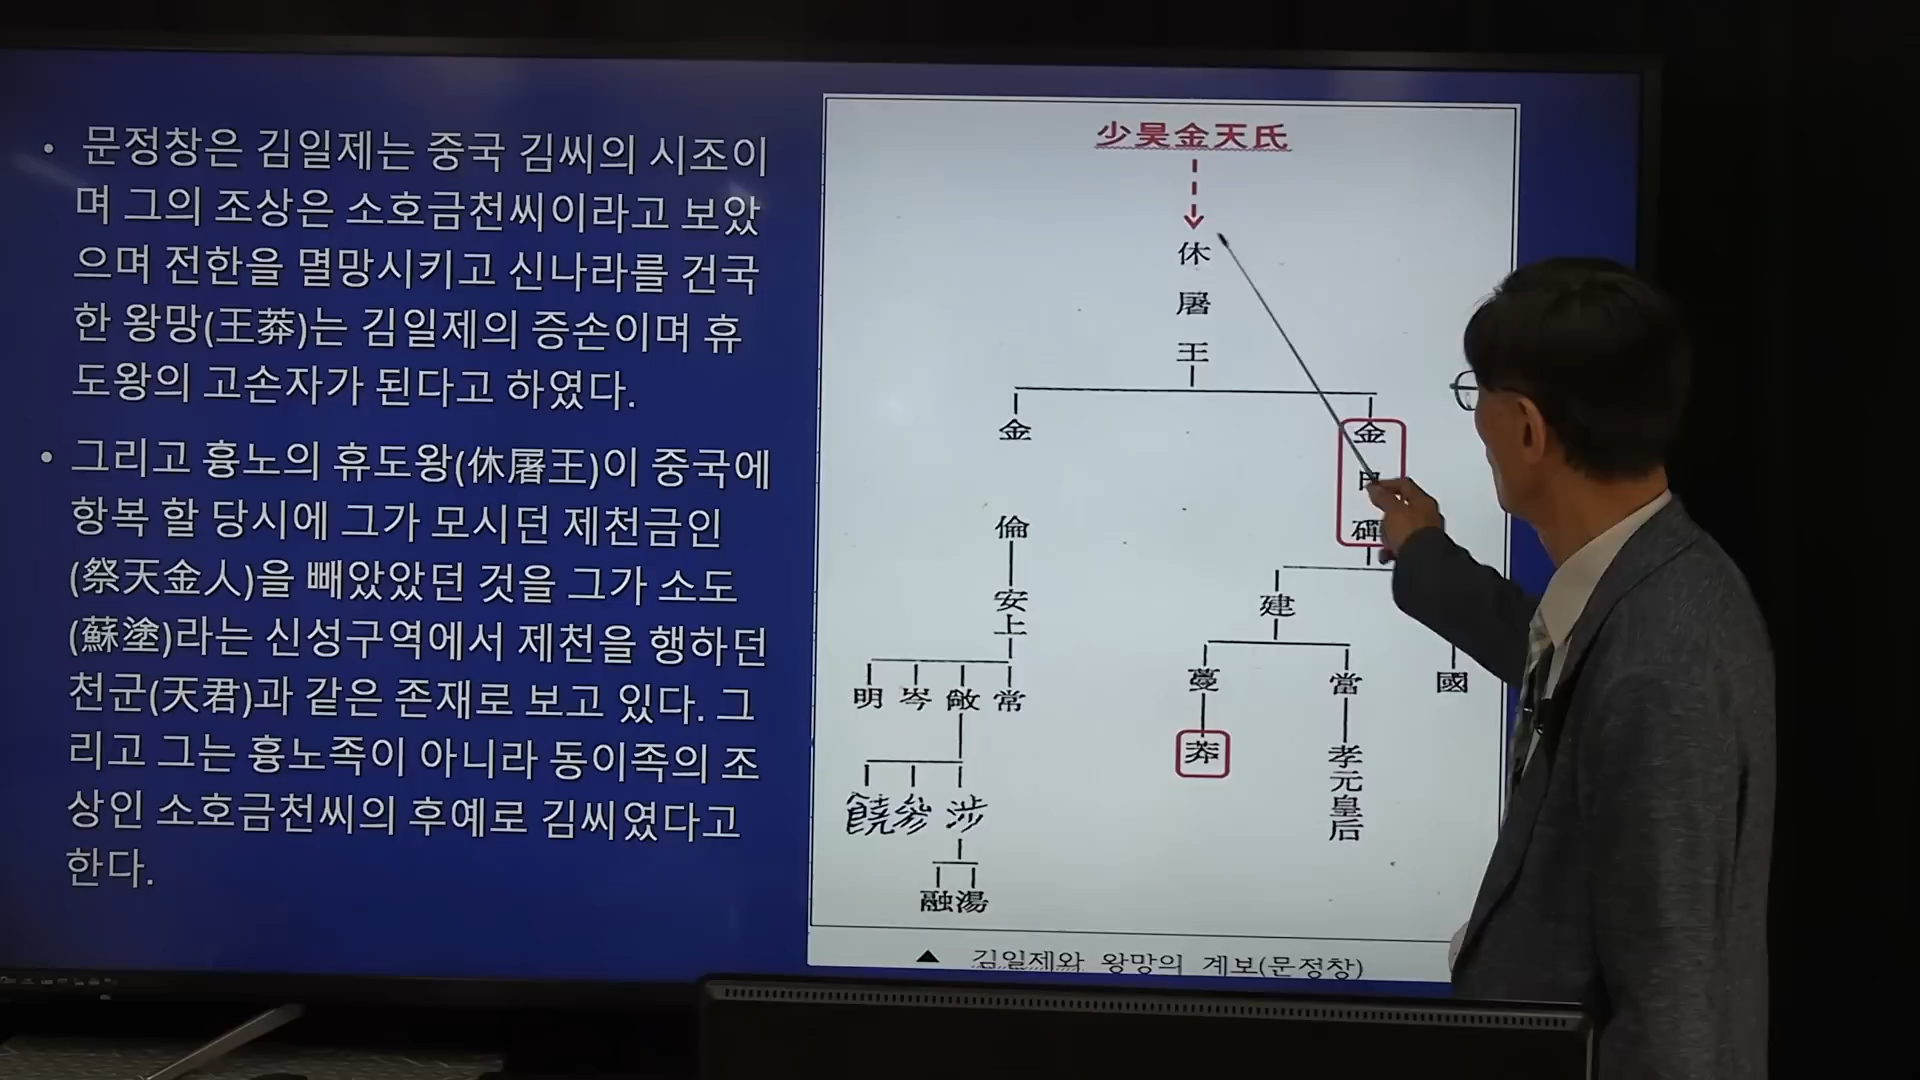 • 문정창은 김일제는 중국 김씨의 시조이
며 그의 조상은 소호금천씨이라고 보았
으며 전한을 멸망시키고 신나라를 건국
한 왕망(王莽)는 김일제의 증손이며 휴
도왕의 고손자가 된다고 하였다.
• 그리고 흉노의 휴도왕(休屠王)이 중국에
항복 할 당시에 그가 모시던 제천금인
(祭天金人)을 빼았았던 것을 그가 소도
(蘇塗)라는 신성구역에서 제천을 행하던
천군(天君)과 같은 존재로 보고 있다. 그
리고 그는 흉노족이 아니라 동이족의 조
상인 소호금천씨의 후예로 김씨였다고
한다.
少昊金天氏
休
屠
王
金
倫
安
上
明 岑 敞 常
饒 參 涉
融 湯
金
日
磾
建
蔓 當 國
莽
孝
元
皇
后
▲ 김일제와 왕망의 계보(문정창)